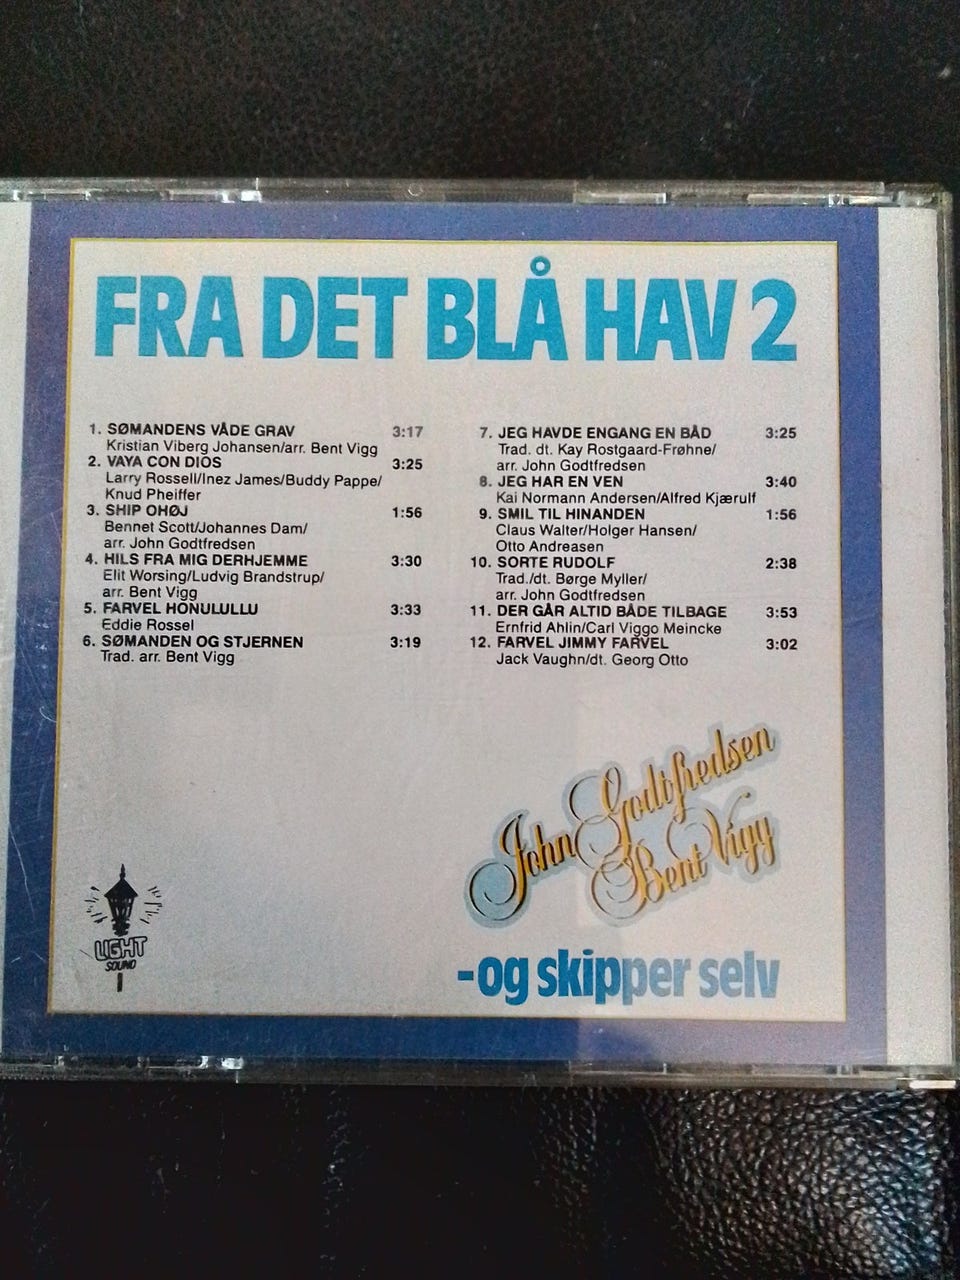 FRA DET BLÅ HAV 2
1. SØMANDENS VÅDE GRAV 3:17
Kristian Viberg Johansen/arr. Bent Vigg
2. VAYA CON DIOS 3:25
Larry Rossell/Inez James/Buddy Pappe/
Knud Pheiffer
3. SHIP OHØJ 1:56
Bennet Scott/Johannes Dam/
arr. John Godtfredsen
4. HILS FRA MIG DERHJEMME 3:30
Elit Worsing/Ludvig Brandstrup/
arr. Bent Vigg
5. FARVEL HONULULLU 3:33
Eddie Rossel
6. SØMANDEN OG STJERNEN 3:19
Trad. arr. Bent Vigg
7. JEG HAVDE ENGANG EN BÅD 3:25
Trad. dt. Kay Rostgaard-Frøhne/
arr. John Godtfredsen
8. JEG HAR EN VEN 3:40
Kai Normann Andersen/Alfred Kjærulf
9. SMIL TIL HINANDEN 1:56
Claus Walter/Holger Hansen/
Otto Andreasen
10. SORTE RUDOLF 2:38
Trad./dt. Børge Myller/
arr. John Godtfredsen
11. DER GÅR ALTID BÅDE TILBAGE 3:53
Ernfrid Ahlin/Carl Viggo Meincke
12. FARVEL JIMMY FARVEL 3:02
Jack Vaughn/dt. Georg Otto
John Godtfredsen
Bent Vigg
-og skipper selv
LIGHT
SOUND